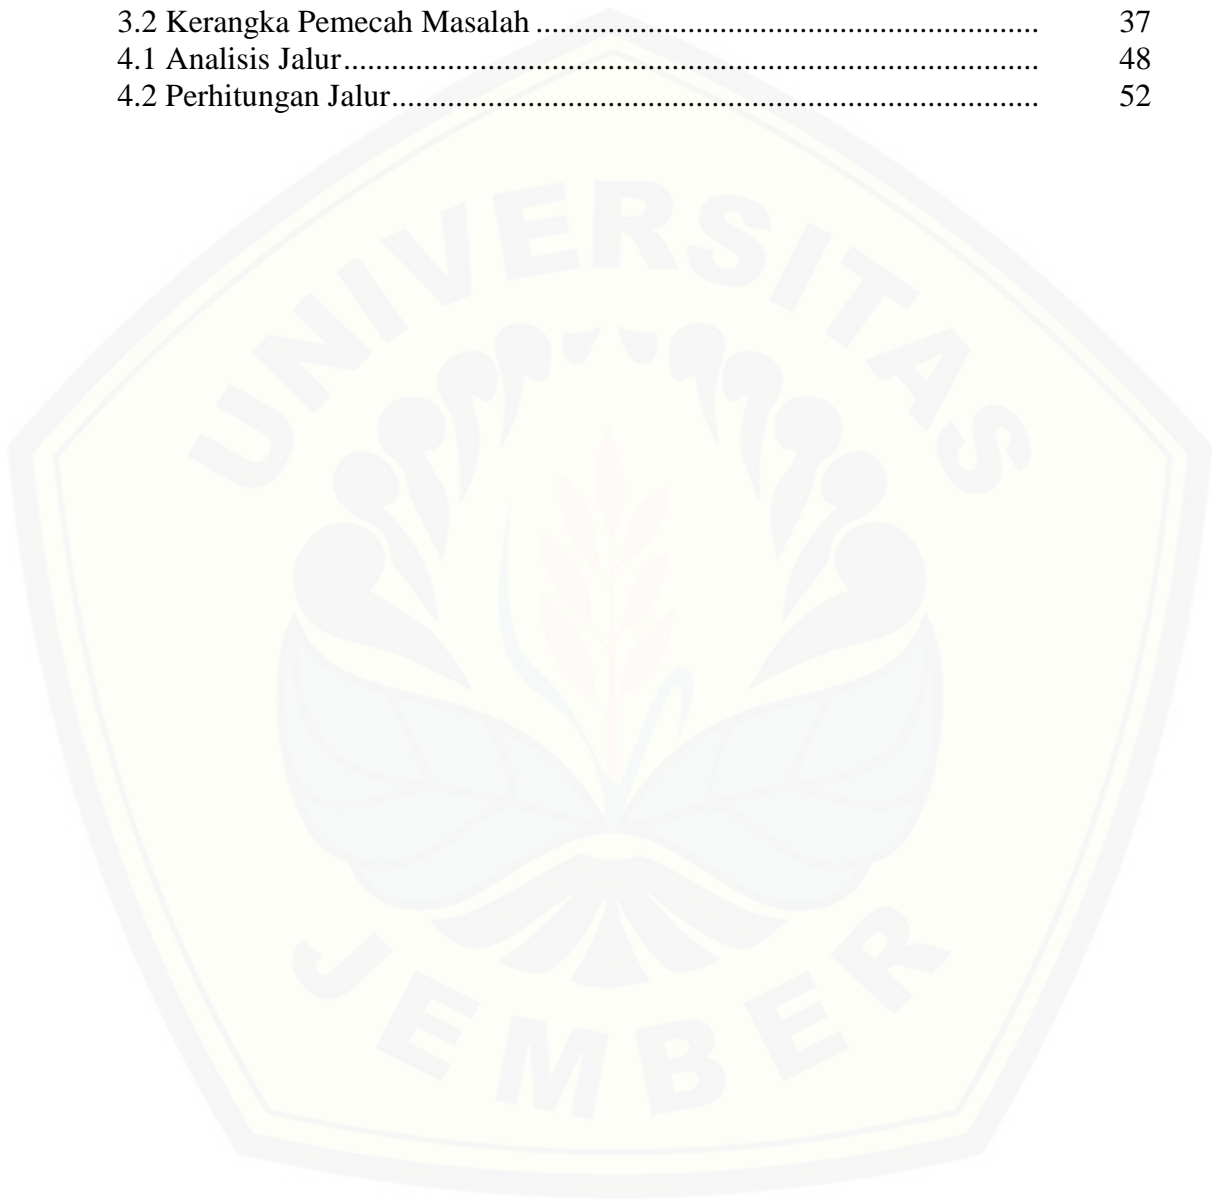 3.2 Kerangka Pemecah Masalah ................................................................ 37
4.1 Analisis Jalur........................................................................................ 48
4.2 Perhitungan Jalur.................................................................................. 52
UNIVERSITAS
JEMBER